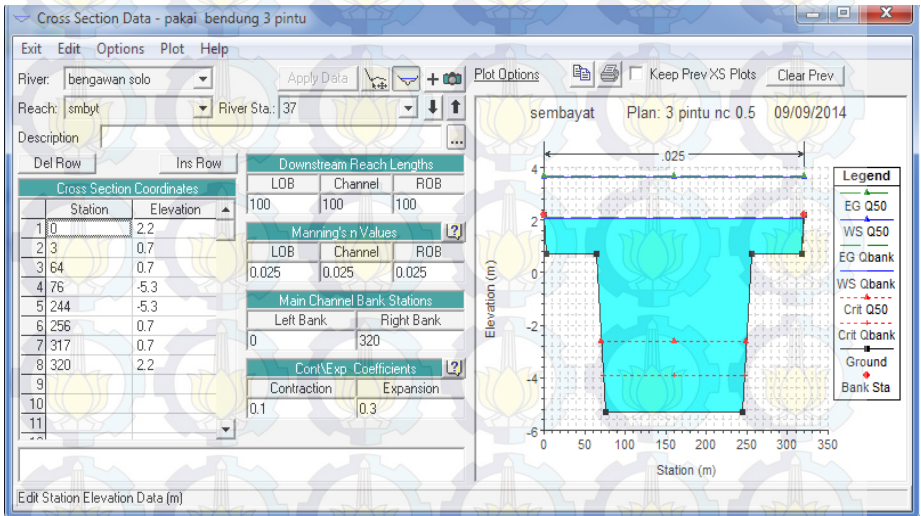 Cross Section Data - pakai bendung 3 pintu
Exit Edit Options Plot Help
River: bengawan solo Apply Data
Reach: smbyt River Sta.: 37
Description ...
Del Row Ins Row
Cross Section Coordinates
Station Elevation
1 0 2.2
2 3 0.7
3 64 0.7
4 76 -5.3
5 244 -5.3
6 256 0.7
7 317 0.7
8 320 2.2
9
10
11
Downstream Reach Lengths
LOB Channel ROB
100 100 100
Manning's n Values
LOB Channel ROB
0.025 0.025 0.025
Main Channel Bank Stations
Left Bank Right Bank
0 320
Cont\Exp Coefficients
Contraction Expansion
0.1 0.3
Edit Station Elevation Data (m)
Plot Options Keep Prev XS Plots Clear Prev
sembayat Plan: 3 pintu nc 0.5 09/09/2014
.025
4
2
0
-2
-4
-6
Elevation (m)
0 50 100 150 200 250 300 350
Station (m)
Legend
EG Q50
WS Q50
EG Qbank
WS Qbank
Crit Q50
Crit Qbank
Ground
Bank Sta